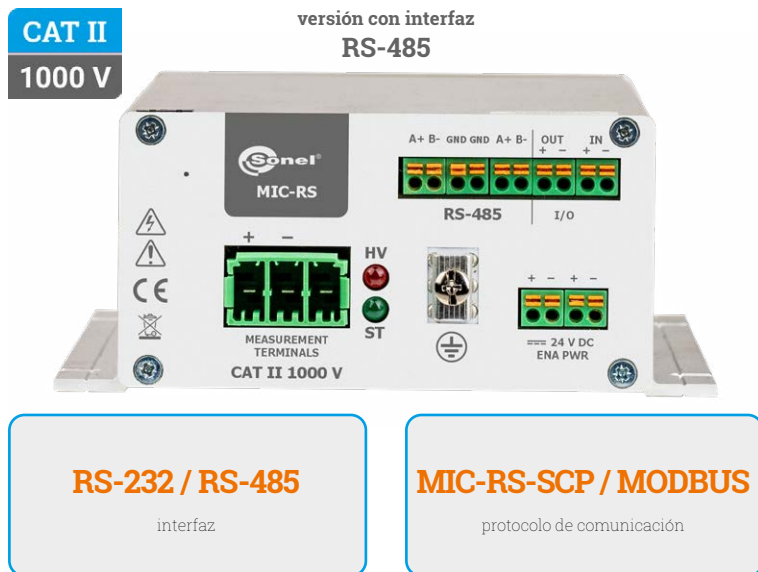 CAT II
1000 V
versión con interfaz
RS-485
Sonel®
MIC-RS
A+ B- GND GND A+ B- OUT IN
+ - + -
RS-485 I/O
+ -
HV
ST
MEASUREMENT
TERMINALS
CAT II 1000 V
CE
+ - + -
24 V DC
ENA PWR
RS-232 / RS-485
interfaz
MIC-RS-SCP / MODBUS
protocolo de comunicación